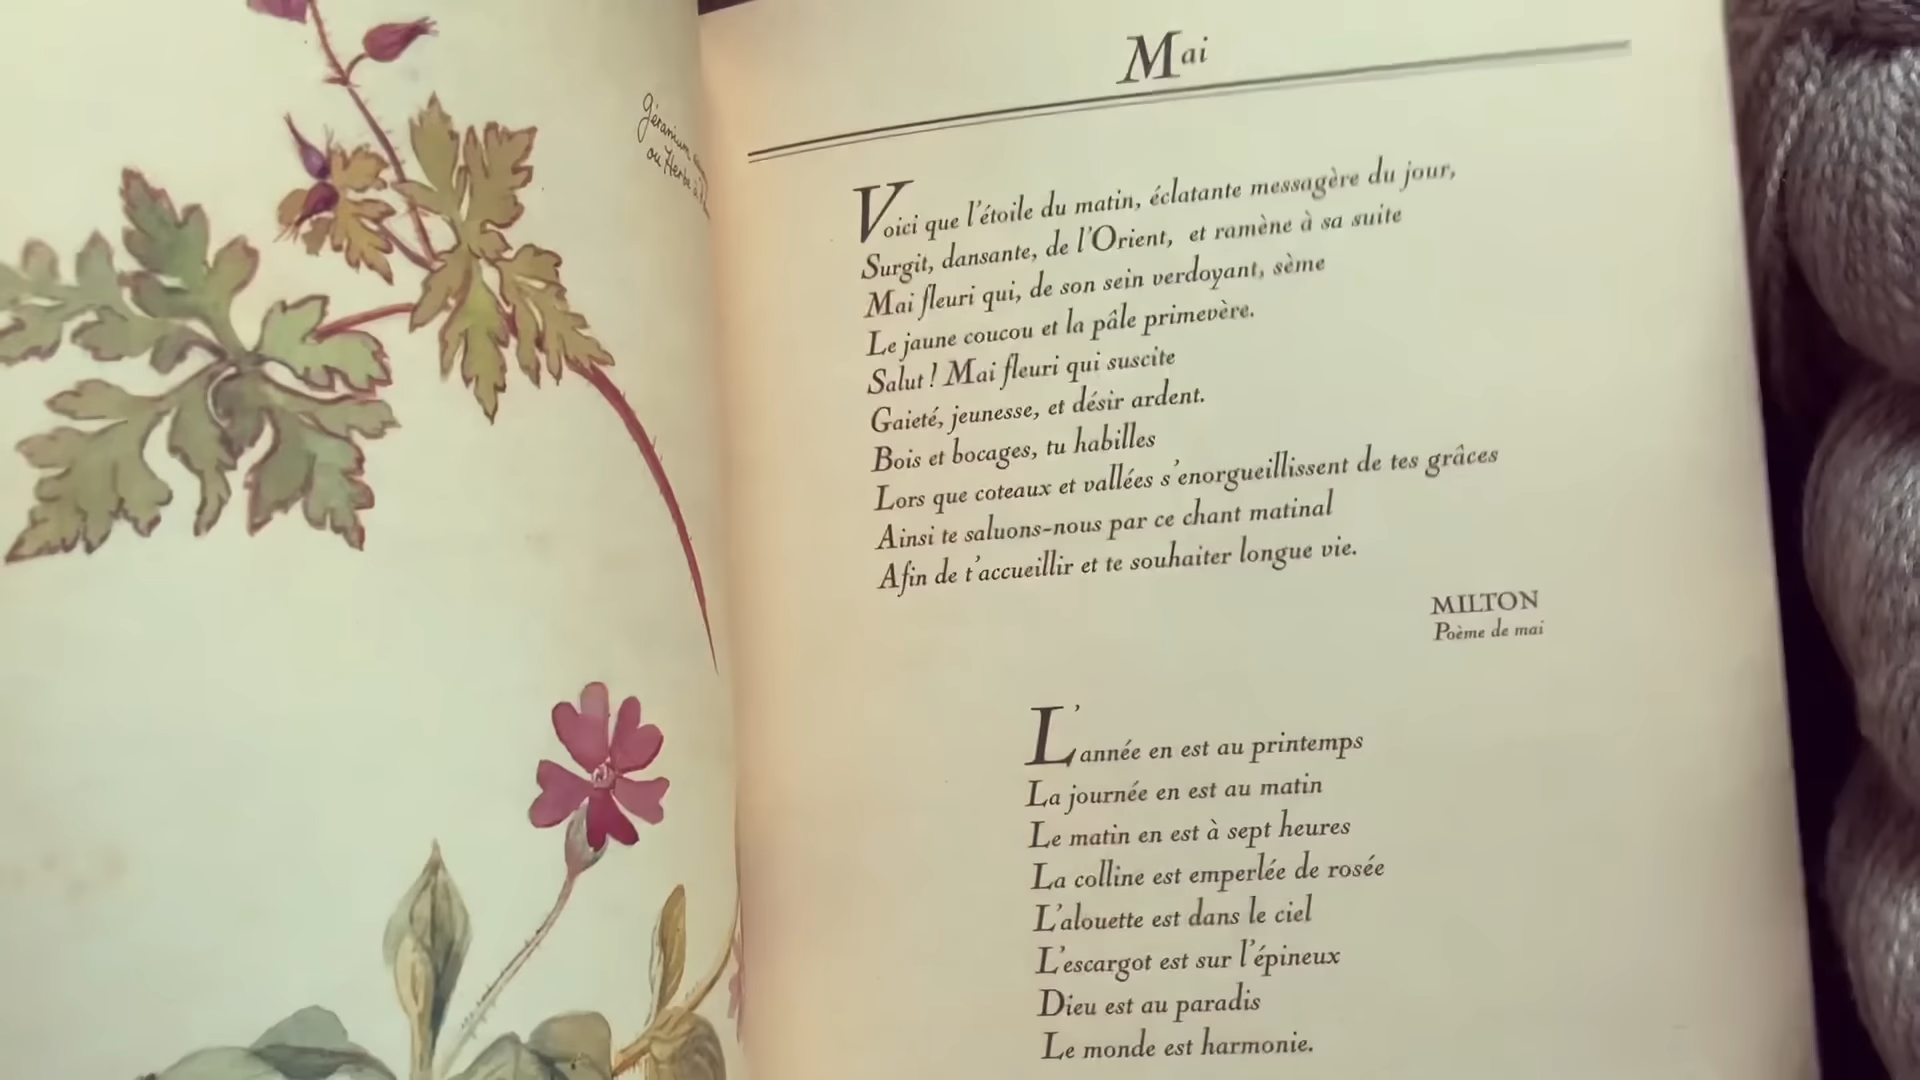 Géranium
ou Herbe à
Mai
Voici que l'étoile du matin, éclatante messagère du jour,
Surgit, dansante, de l'Orient, et ramène à sa suite
Mai fleuri qui, de son sein verdoyant, sème
Le jaune coucou et la pâle primevère.
Salut ! Mai fleuri qui suscite
Gaieté, jeunesse, et désir ardent.
Bois et bocages, tu habilles
Lors que coteaux et vallées s'enorgueillissent de tes grâces
Ainsi te saluons-nous par ce chant matinal
Afin de t'accueillir et te souhaiter longue vie.
MILTON
Poème de mai
L'année en est au printemps
La journée en est au matin
Le matin en est à sept heures
La colline est emperlée de rosée
L'alouette est dans le ciel
L'escargot est sur l'épineux
Dieu est au paradis
Le monde est harmonie.